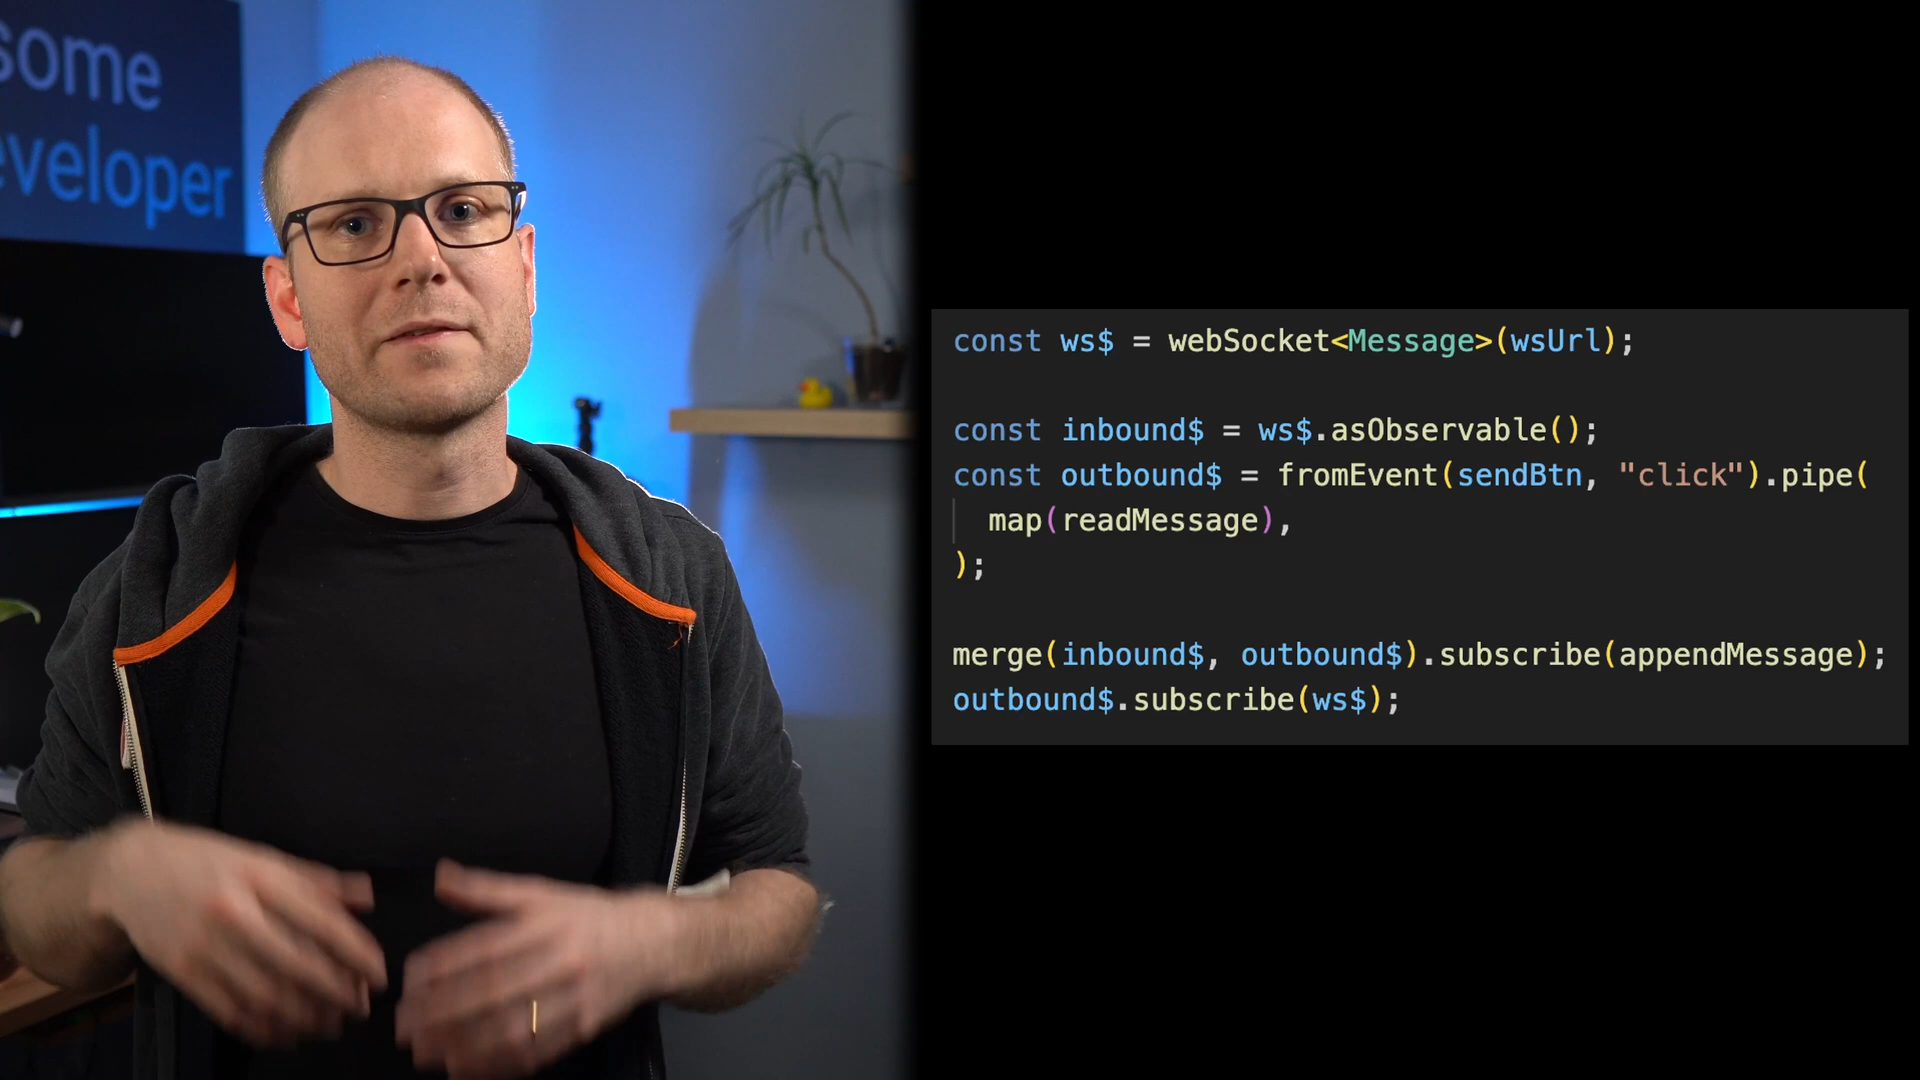 some
eveloper
const ws$ = webSocket<Message>(wsUrl);
const inbound$ = ws$.asObservable();
const outbound$ = fromEvent(sendBtn, "click").pipe(
map(readMessage),
);
merge(inbound$, outbound$).subscribe(appendMessage);
outbound$.subscribe(ws$);